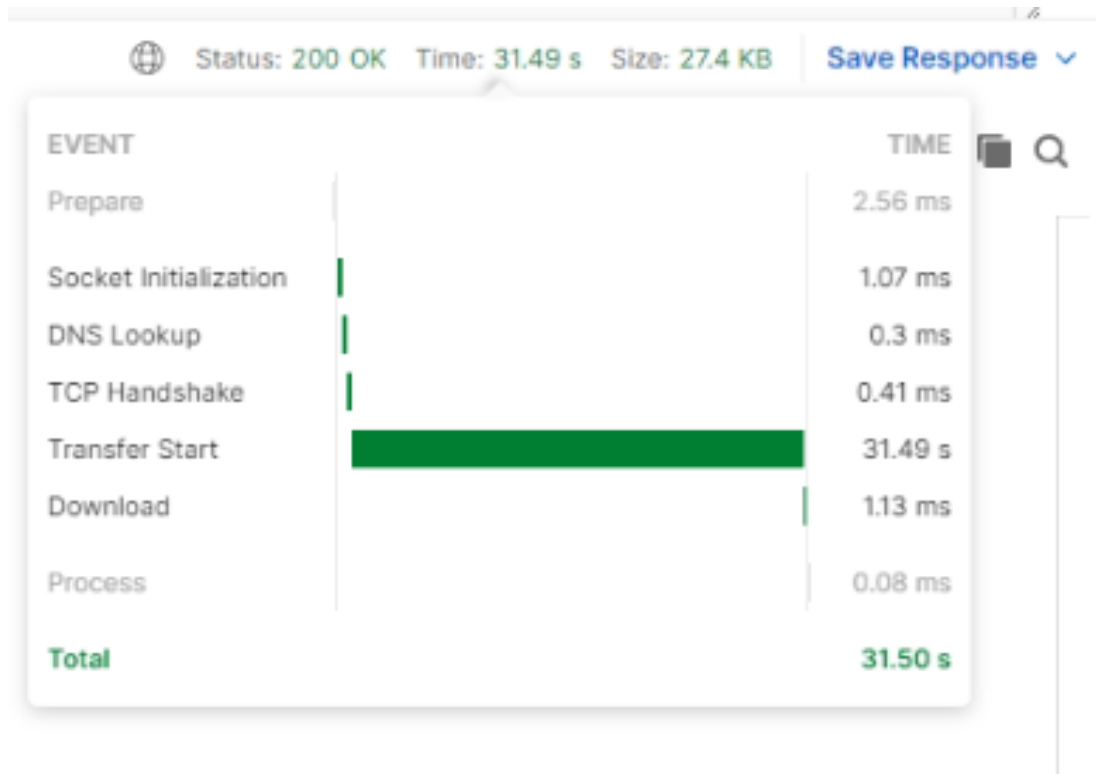 Status: 200 OK Time: 31.49 s Size: 27.4 KB Save Response
EVENT TIME
Prepare 2.56 ms
Socket Initialization 1.07 ms
DNS Lookup 0.3 ms
TCP Handshake 0.41 ms
Transfer Start 31.49 s
Download 1.13 ms
Process 0.08 ms
Total 31.50 s